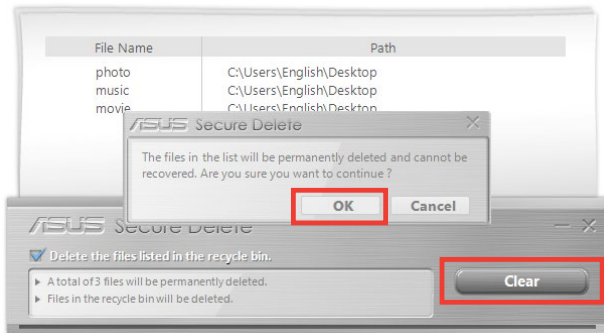 File Name Path
photo C:\Users\English\Desktop
music C:\Users\English\Desktop
movie C:\Users\English\Desktop
ASUS Secure Delete
The files in the list will be permanently deleted and cannot be
recovered. Are you sure you want to continue ?
OK Cancel
ASUS Secure Delete
Delete the files listed in the recycle bin.
A total of 3 files will be permanently deleted.
Files in the recycle bin will be deleted.
Clear